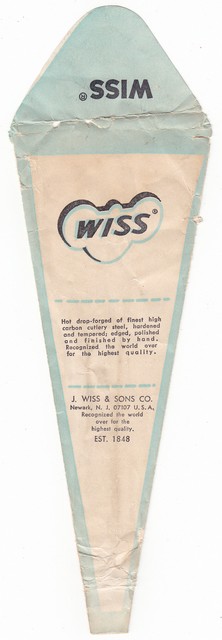 WISS®
WISS®
Hot drop-forged of finest high
carbon cutlery steel, hardened
and tempered; edged, polished
and finished by hand.
Recognized the world over
for the highest quality.
J. WISS & SONS CO.
Newark, N. J. 07107 U. S. A.
Recognized the world
over for the
highest quality.
EST. 1848